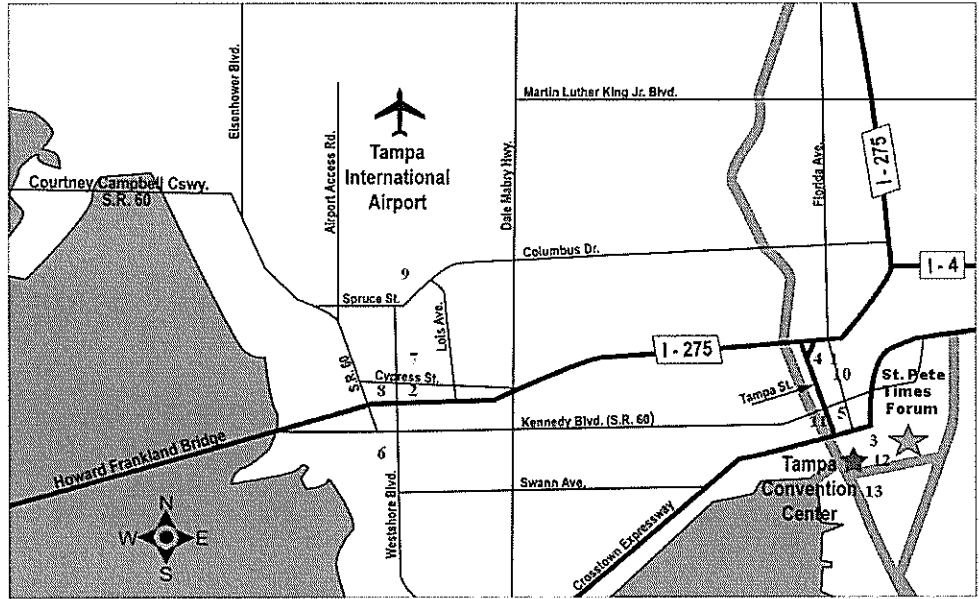 Eisenhower Blvd.
Airport Access Rd.
Tampa
International
Airport
Dale Mabry Hwy.
Martin Luther King Jr. Blvd.
Florida Ave.
I-275
Courtney Campbell Cswy.
S.R. 60
Columbus Dr.
I - 4
9
Spruce St.
Lois Ave.
I - 275
S.R. 60
Cypress St.
8
2
4
10
Tampa St.
St. Pete
Times
Forum
Kennedy Blvd. (S.R. 60)
11
5
3
6
12
Howard Frankland Bridge
Westshore Blvd.
Swann Ave.
Tampa
Convention
Center
13
Crosstown Expressway
N
W
E
S